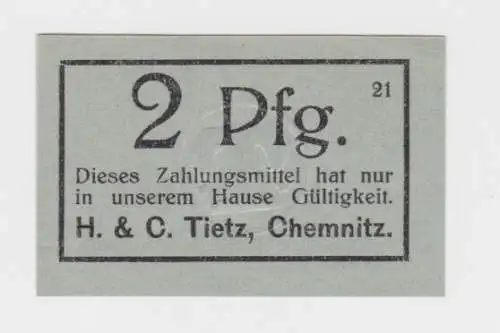 21
2 Pfg.
Dieses Zahlungsmittel hat nur
in unserem Hause Gültigkeit.
H. & C. Tietz, Chemnitz.